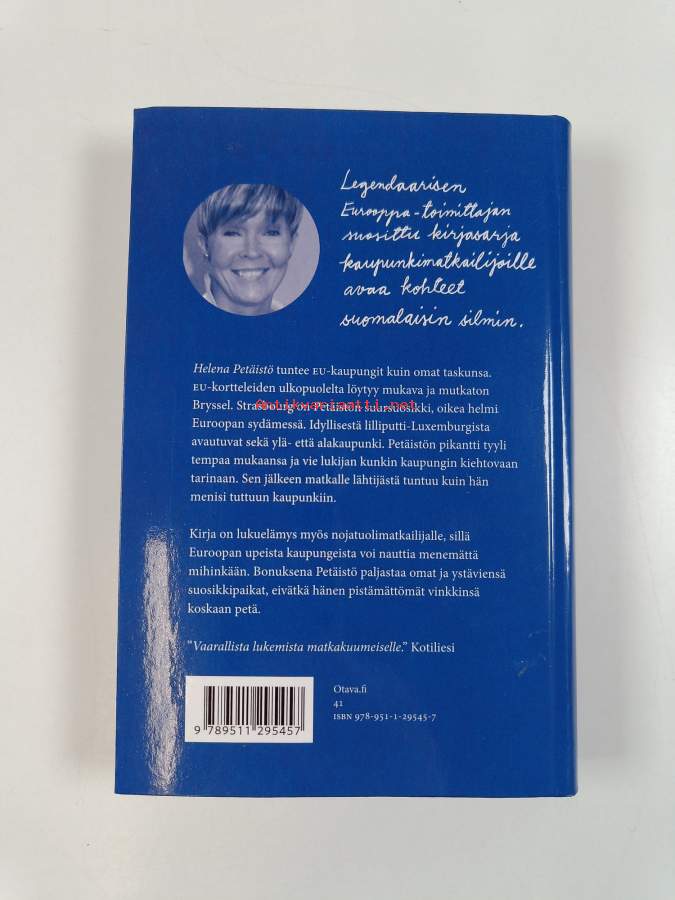 Legendaarisen
Eurooppa-toimittajan
suosittu kirjasarja
kaupunkimatkailijoille
avaa kohteet
suomalaisin silmin.
Helena Petäistö tuntee EU-kaupungit kuin omat taskunsa.
EU-kortteleiden ulkopuolelta löytyy mukava ja mutkaton
antikvariaatti.net
Bryssel. Strasbourg on Petäistön suursuosikki, oikea helmi
Euroopan sydämessä. Idyllisestä lilliputti-Luxemburgista
avautuvat sekä ylä- että alakaupunki. Petäistön pikantti tyyli
tempaa mukaansa ja vie lukijan kunkin kaupungin kiehtovaan
tarinaan. Sen jälkeen matkalle lähtijästä tuntuu kuin hän
menisi tuttuun kaupunkiin.
Kirja on lukuelämys myös nojatuolimatkailijalle, sillä
Euroopan upeista kaupungeista voi nauttia menemättä
mihinkään. Bonuksena Petäistö paljastaa omat ja ystäviensä
suosikkipaikat, eivätkä hänen pistämättömät vinkkinsä
koskaan petä.
"Vaarallista lukemista matkakuumeiselle." Kotiliesi
Otava.fi
41
ISBN 978-951-1-29545-7
9 789511 295457